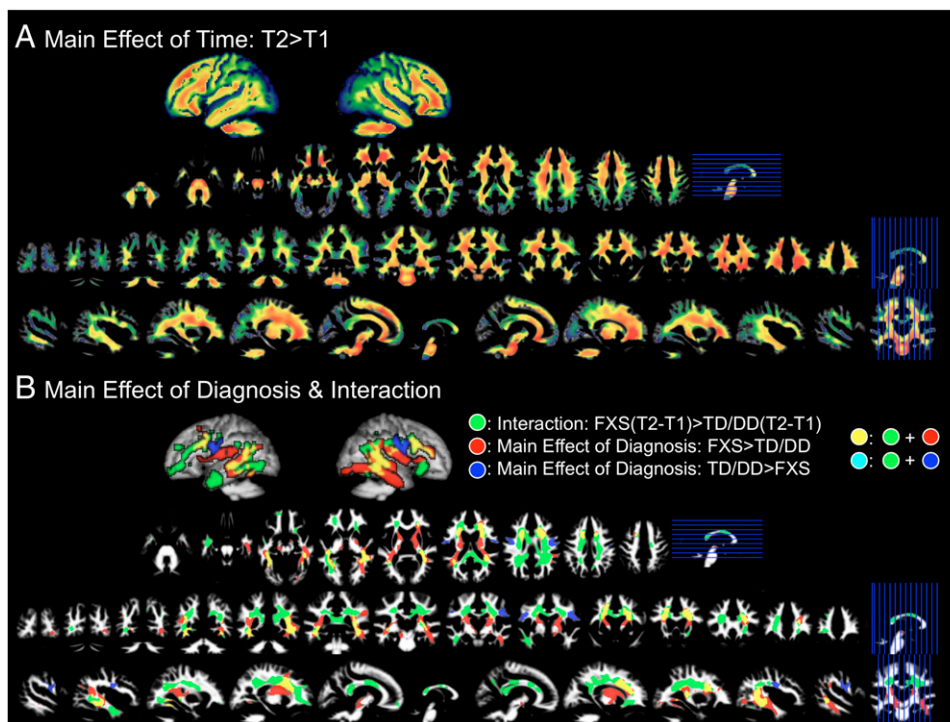 A Main Effect of Time: T2>T1
B Main Effect of Diagnosis & Interaction
: Interaction: FXS(T2-T1)>TD/DD(T2-T1)
: Main Effect of Diagnosis: FXS>TD/DD
: Main Effect of Diagnosis: TD/DD>FXS
: +
: +